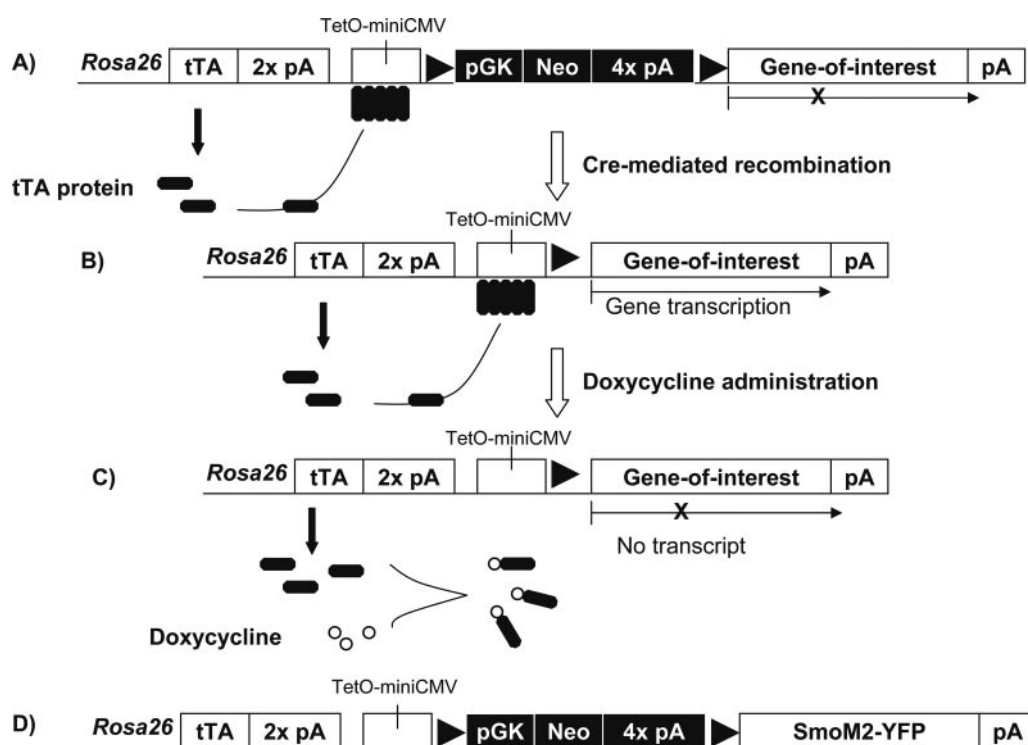 TetO-miniCMV
A) Rosa26 tTA 2x pA pGK Neo 4x pA Gene-of-interest pA
X
Cre-mediated recombination
tTA protein
TetO-miniCMV
B) Rosa26 tTA 2x pA Gene-of-interest pA
Gene transcription
Doxycycline administration
TetO-miniCMV
C) Rosa26 tTA 2x pA Gene-of-interest pA
X
No transcript
Doxycycline
TetO-miniCMV
D) Rosa26 tTA 2x pA pGK Neo 4x pA SmoM2-YFP pA